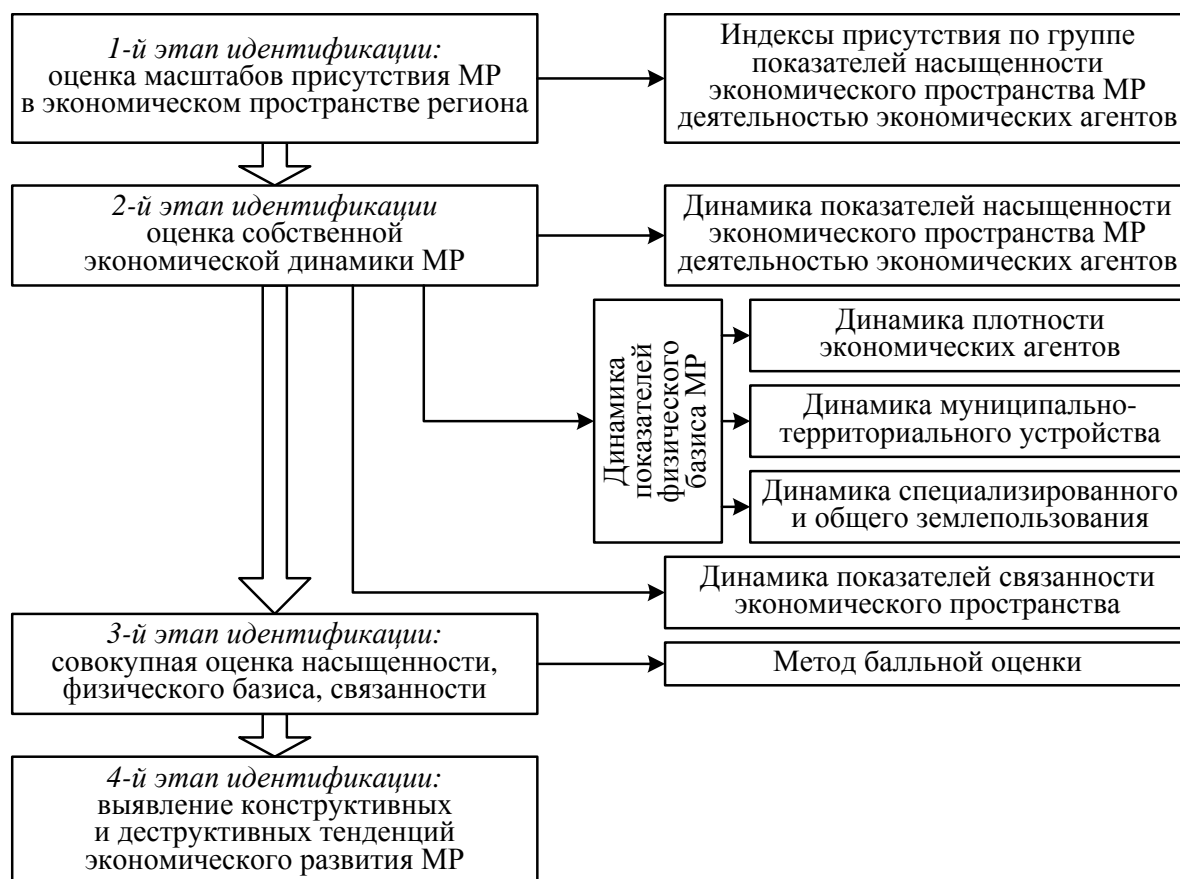 1-й этап идентификации:
оценка масштабов присутствия МР
в экономическом пространстве региона
Индексы присутствия по группе
показателей насыщенности
экономического пространства МР
деятельностью экономических агентов
2-й этап идентификации
оценка собственной
экономической динамики МР
Динамика показателей насыщенности
экономического пространства МР
деятельностью экономических агентов
Динамика
показателей
физического
базиса МР
Динамика плотности
экономических агентов
Динамика муниципально-
территориального устройства
Динамика специализированного
и общего землепользования
Динамика показателей связанности
экономического пространства
3-й этап идентификации:
совокупная оценка насыщенности,
физического базиса, связанности
Метод балльной оценки
4-й этап идентификации:
выявление конструктивных
и деструктивных тенденций
экономического развития МР